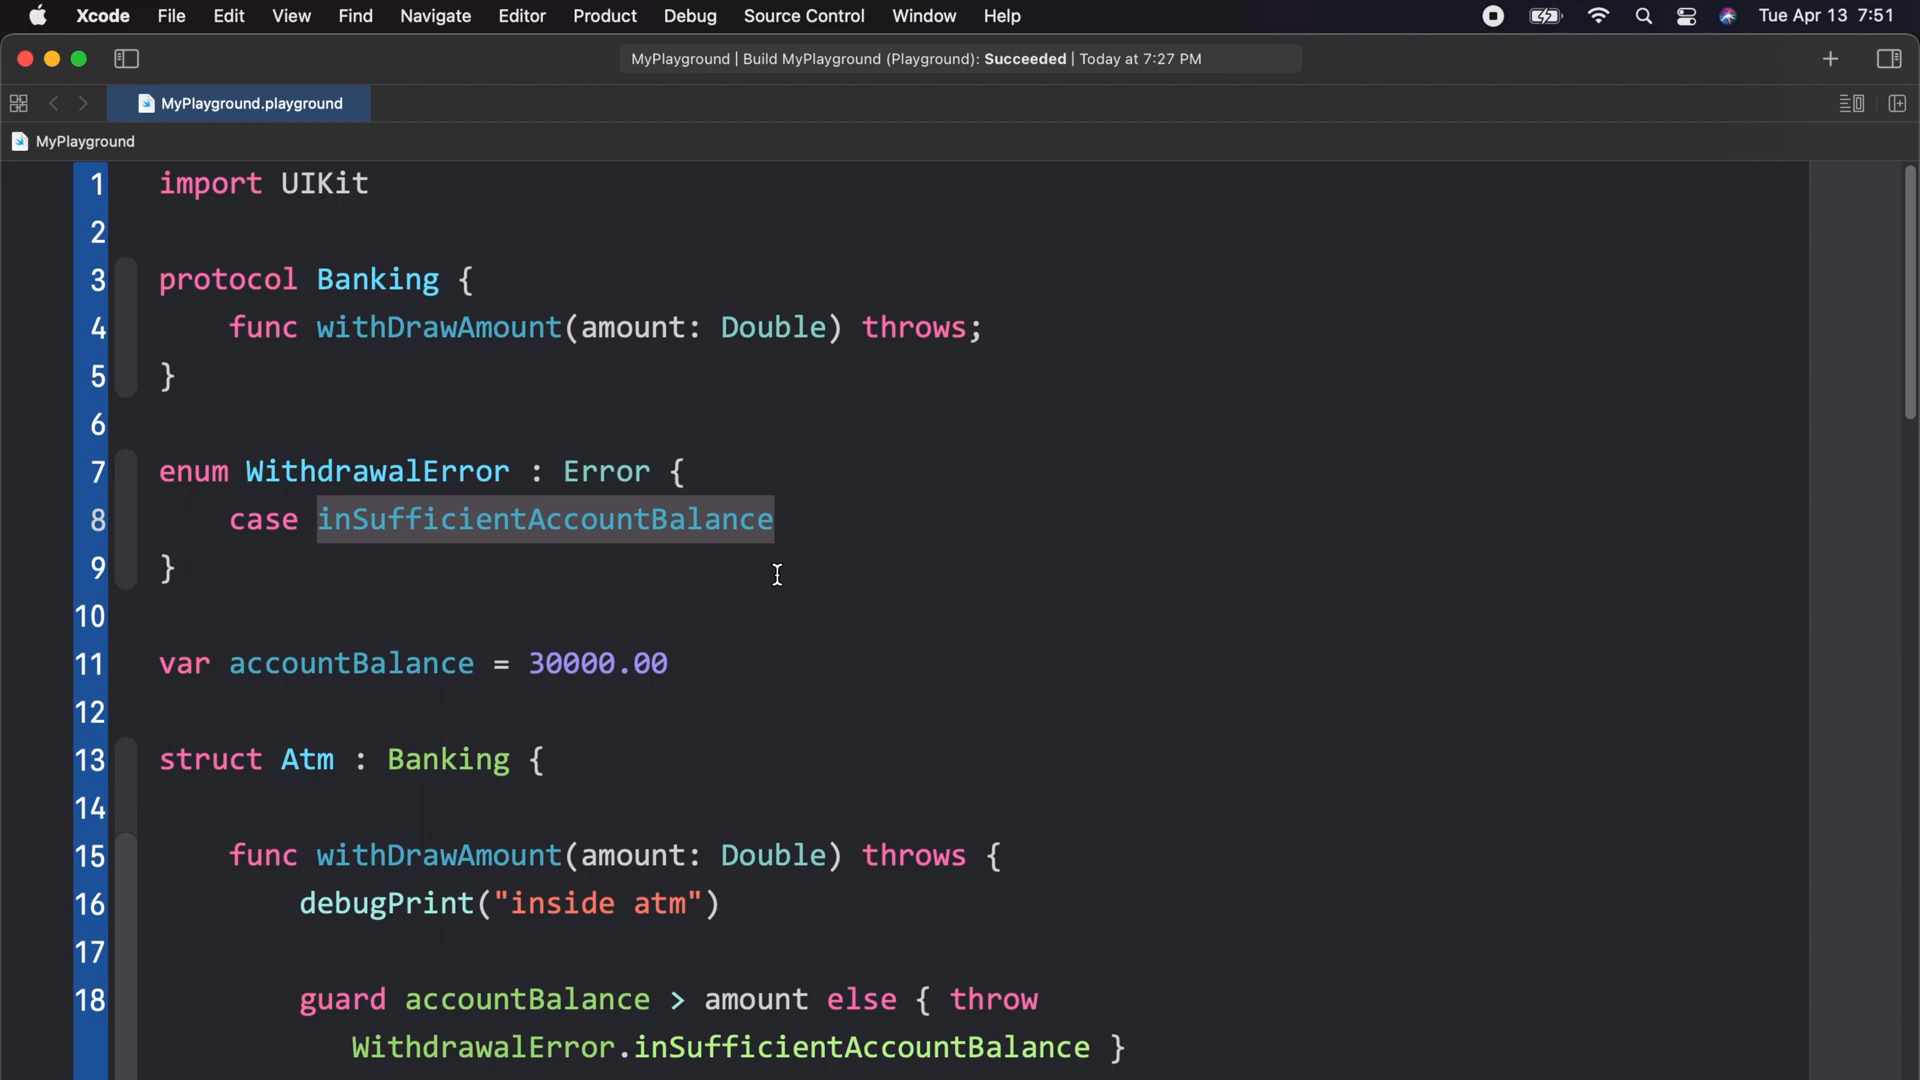 Xcode File Edit View Find Navigate Editor Product Debug Source Control Window Help Tue Apr 13 7:51
MyPlayground | Build MyPlayground (Playground): Succeeded | Today at 7:27 PM
MyPlayground.playground
MyPlayground
1 import UIKit
2
3 protocol Banking {
4 func withDrawAmount(amount: Double) throws;
5 }
6
7 enum WithdrawalError : Error {
8 case inSufficientAccountBalance
9 }
10
11 var accountBalance = 30000.00
12
13 struct Atm : Banking {
14
15 func withDrawAmount(amount: Double) throws {
16 debugPrint("inside atm")
17
18 guard accountBalance > amount else { throw
WithdrawalError.inSufficientAccountBalance }